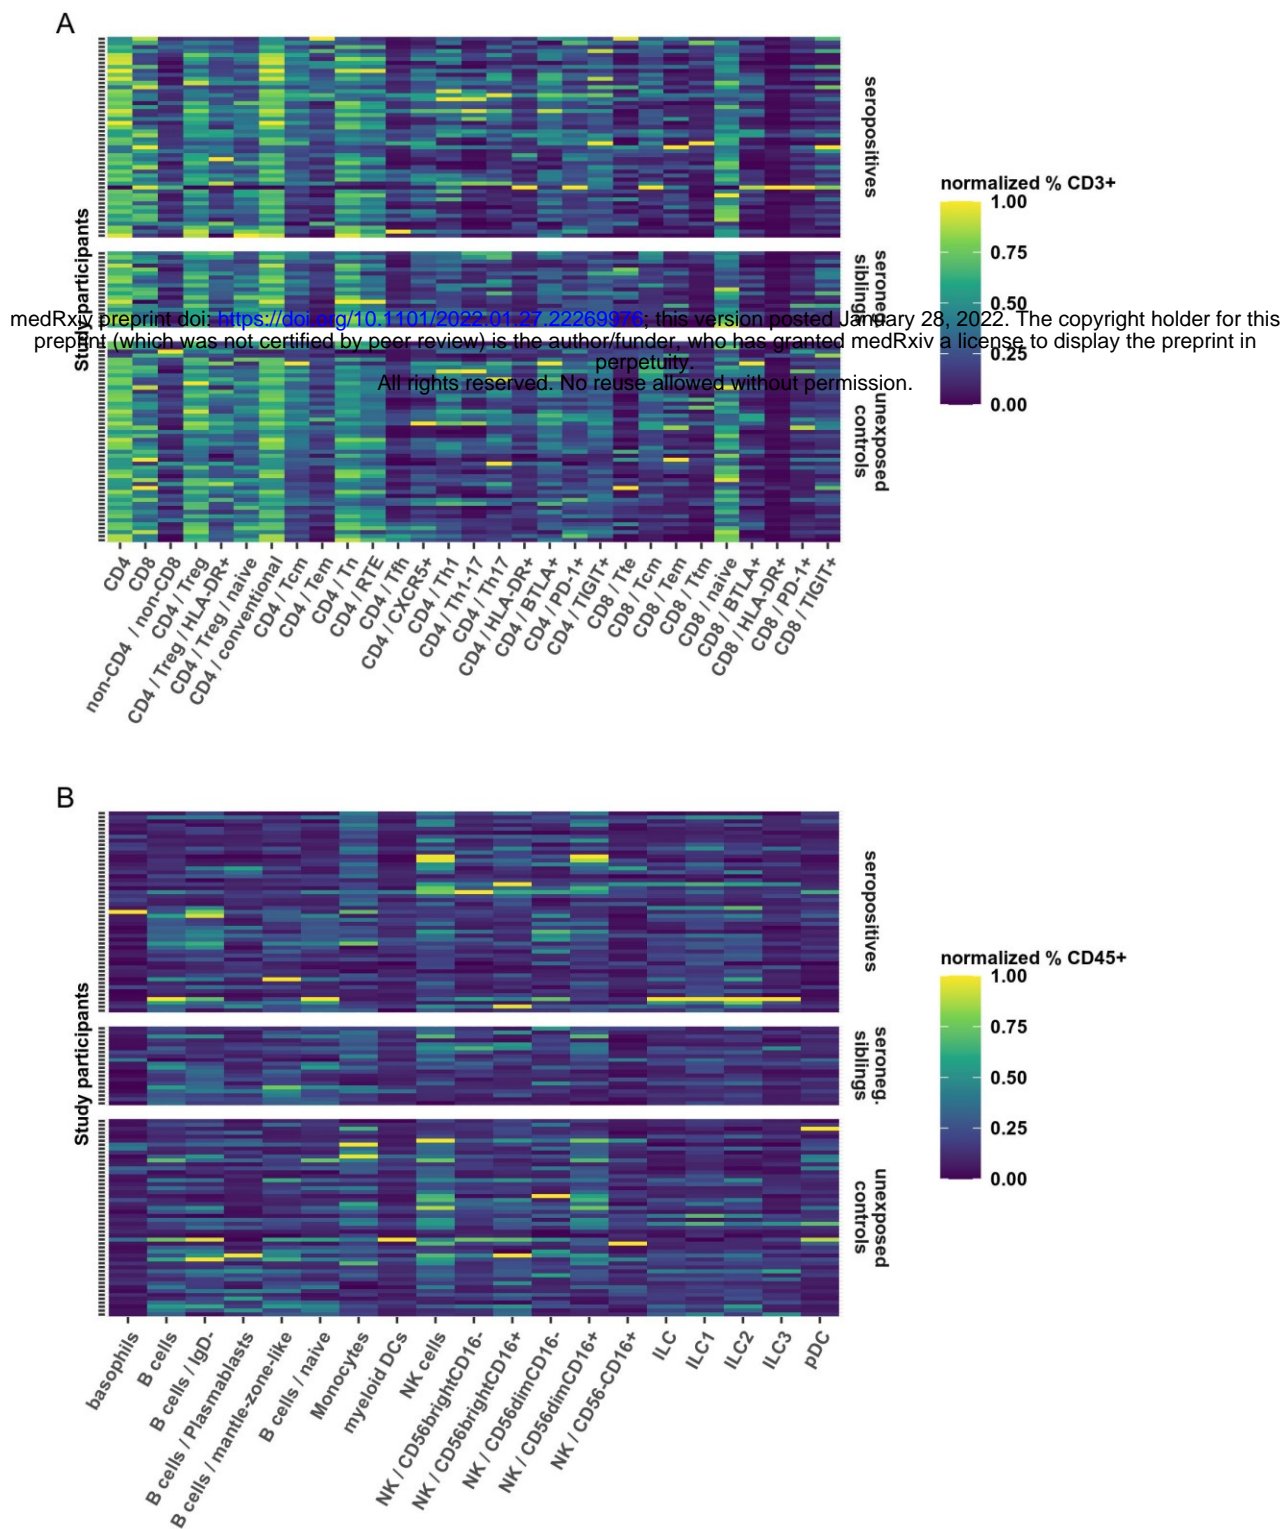 A
seropositives
seroneg.
siblings
unexposed
controls
Study participants
normalized % CD3+
1.00
0.75
0.50
0.25
0.00
medRxiv preprint doi: https://doi.org/10.1101/2022.01.27.22269976; this version posted January 28, 2022. The copyright holder for this
preprint (which was not certified by peer review) is the author/funder, who has granted medRxiv a license to display the preprint in
perpetuity.
All rights reserved. No reuse allowed without permission.
CD4
CD8
non-CD4 / non-CD8
CD4 / Treg
CD4 / Treg / HLA-DR+
CD4 / Treg / naive
CD4 / conventional
CD4 / Tcm
CD4 / Tem
CD4 / Tn
CD4 / RTE
CD4 / Tfh
CD4 / CXCR5+
CD4 / Th1
CD4 / Th1-17
CD4 / Th17
CD4 / HLA-DR+
CD4 / BTLA+
CD4 / PD-1+
CD4 / TIGIT+
CD8 / Tte
CD8 / Tcm
CD8 / Tem
CD8 / Ttm
CD8 / naive
CD8 / BTLA+
CD8 / HLA-DR+
CD8 / PD-1+
CD8 / TIGIT+
B
seropositives
seroneg.
siblings
unexposed
controls
Study participants
normalized % CD45+
1.00
0.75
0.50
0.25
0.00
basophils
B cells
B cells / IgD-
B cells / Plasmablasts
B cells / mantle-zone-like
B cells / naive
Monocytes
myeloid DCs
NK cells
NK / CD56brightCD16-
NK / CD56brightCD16+
NK / CD56dimCD16-
NK / CD56dimCD16+
NK / CD56-CD16+
ILC
ILC1
ILC2
ILC3
pDC